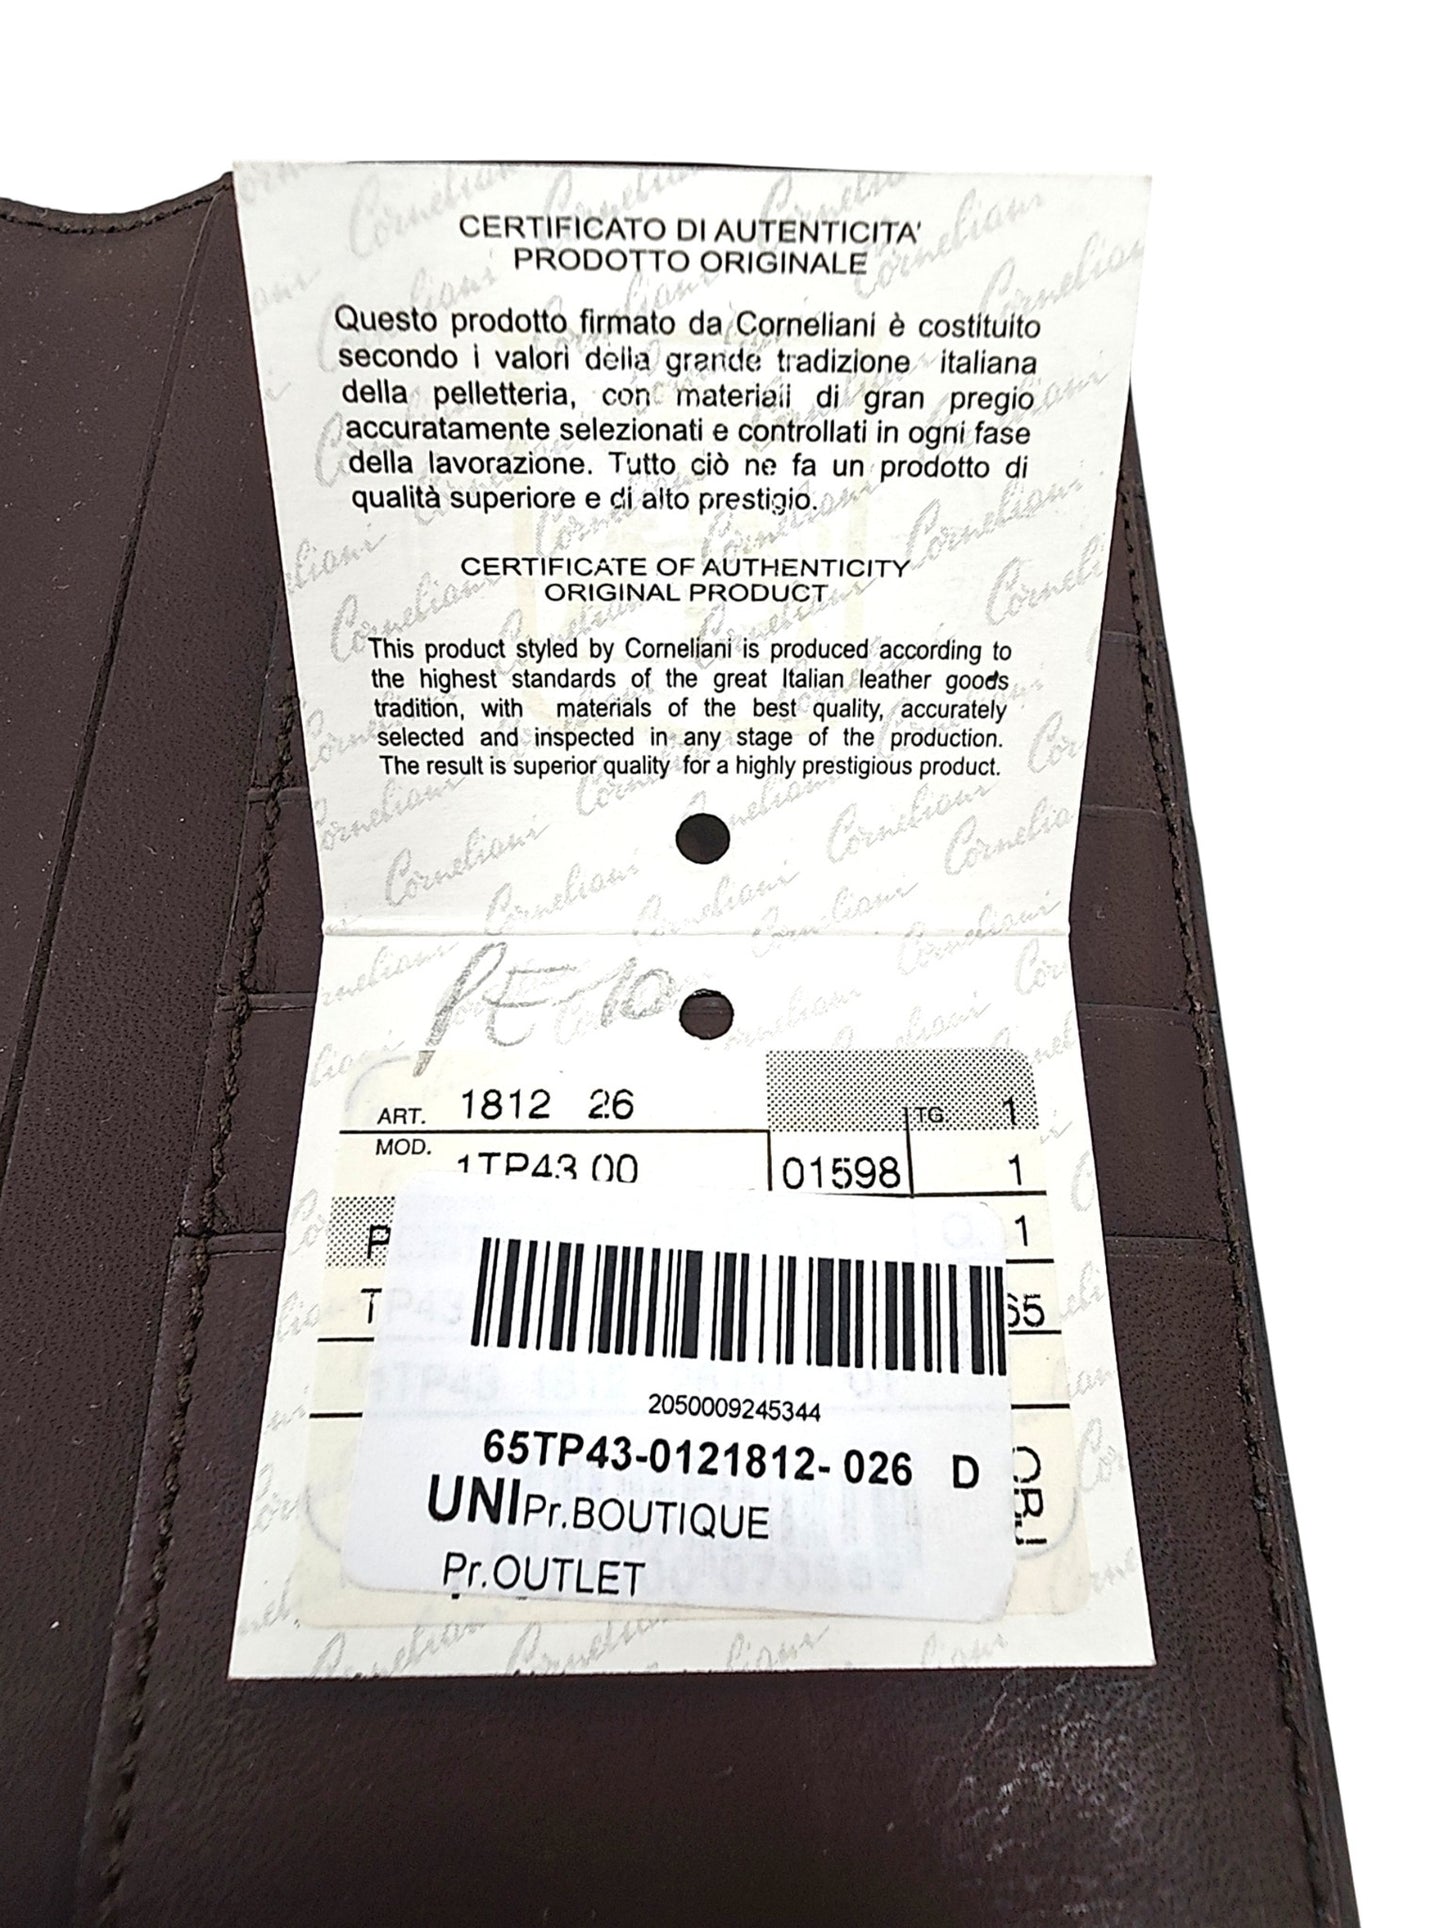 CERTIFICATO DI AUTENTICITA'
PRODOTTO ORIGINALE
Questo prodotto firmato da Corneliani è costituito
secondo i valori della grande tradizione italiana
della pelletteria, con materiali di gran pregio
accuratamente selezionati e controllati in ogni fase
della lavorazione. Tutto ciò ne fa un prodotto di
qualità superiore e di alto prestigio.
CERTIFICATE OF AUTHENTICITY
ORIGINAL PRODUCT
This product styled by Corneliani is produced according to
the highest standards of the great Italian leather goods
tradition, with materials of the best quality, accurately
selected and inspected in any stage of the production.
The result is superior quality for a highly prestigious product.
ART. 1812 26 TG. 1
MOD. 1TP43 00 01598 1
P 1
T 65
2050009245344
65TP43-0121812- 026 D
UNI Pr.BOUTIQUE
Pr.OUTLET